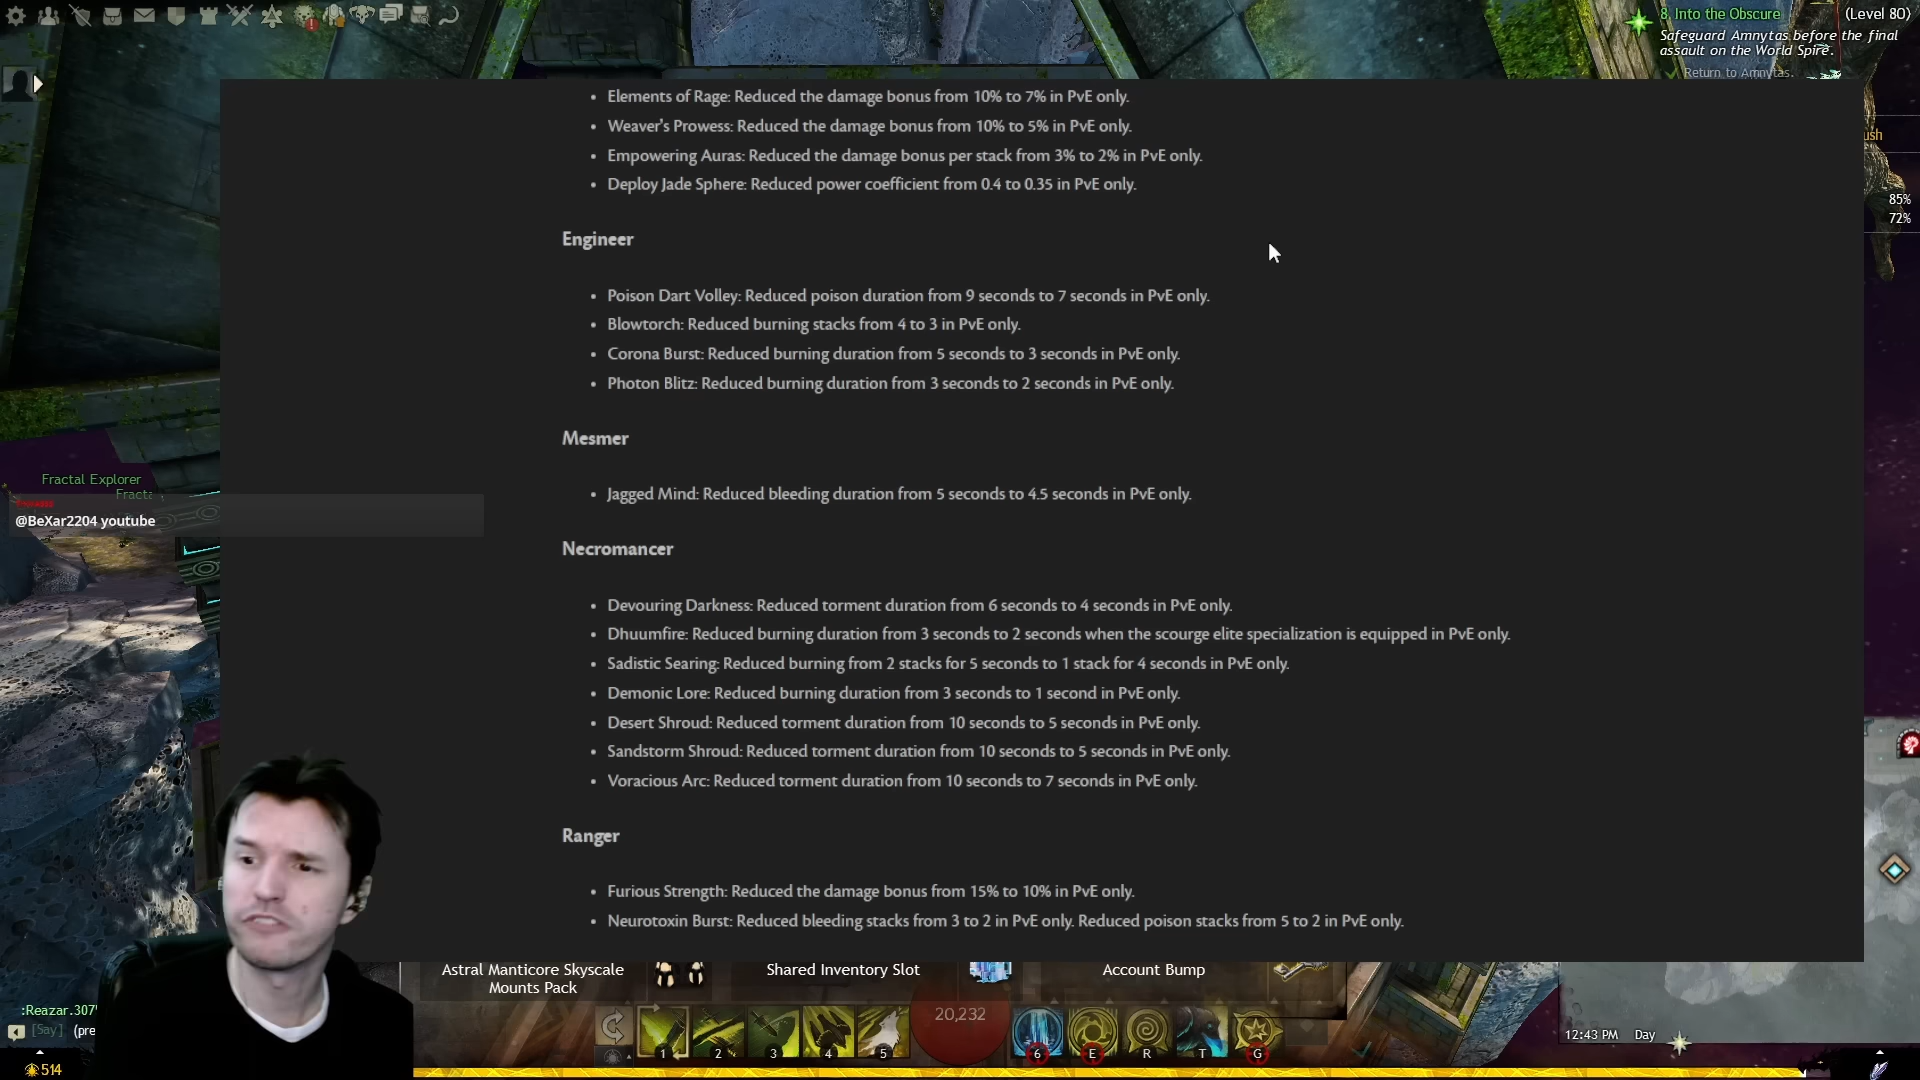 8. Into the Obscure
(Level 80)
Safeguard Amnytas before the final
assault on the World Spire.
Return to Amnytas.
ush
85%
72%
• Elements of Rage: Reduced the damage bonus from 10% to 7% in PvE only.
• Weaver's Prowess: Reduced the damage bonus from 10% to 5% in PvE only.
• Empowering Auras: Reduced the damage bonus per stack from 3% to 2% in PvE only.
• Deploy Jade Sphere: Reduced power coefficient from 0.4 to 0.35 in PvE only.
Engineer
• Poison Dart Volley: Reduced poison duration from 9 seconds to 7 seconds in PvE only.
• Blowtorch: Reduced burning stacks from 4 to 3 in PvE only.
• Corona Burst: Reduced burning duration from 5 seconds to 3 seconds in PvE only.
• Photon Blitz: Reduced burning duration from 3 seconds to 2 seconds in PvE only.
Mesmer
• Jagged Mind: Reduced bleeding duration from 5 seconds to 4.5 seconds in PvE only.
Fractal Explorer
Fracta
@BeXar2204 youtube
Necromancer
• Devouring Darkness: Reduced torment duration from 6 seconds to 4 seconds in PvE only.
• Dhuumfire: Reduced burning duration from 3 seconds to 2 seconds when the scourge elite specialization is equipped in PvE only.
• Sadistic Searing: Reduced burning from 2 stacks for 5 seconds to 1 stack for 4 seconds in PvE only.
• Demonic Lore: Reduced burning duration from 3 seconds to 1 second in PvE only.
• Desert Shroud: Reduced torment duration from 10 seconds to 5 seconds in PvE only.
• Sandstorm Shroud: Reduced torment duration from 10 seconds to 5 seconds in PvE only.
• Voracious Arc: Reduced torment duration from 10 seconds to 7 seconds in PvE only.
Ranger
• Furious Strength: Reduced the damage bonus from 15% to 10% in PvE only.
• Neurotoxin Burst: Reduced bleeding stacks from 3 to 2 in PvE only. Reduced poison stacks from 5 to 2 in PvE only.
Astral Manticore Skyscale
Mounts Pack
Shared Inventory Slot
Account Bump
:Reazar.307
[Say] (pre
20,232
1 2 3 4 5
6 E R T G
12:43 PM Day
514